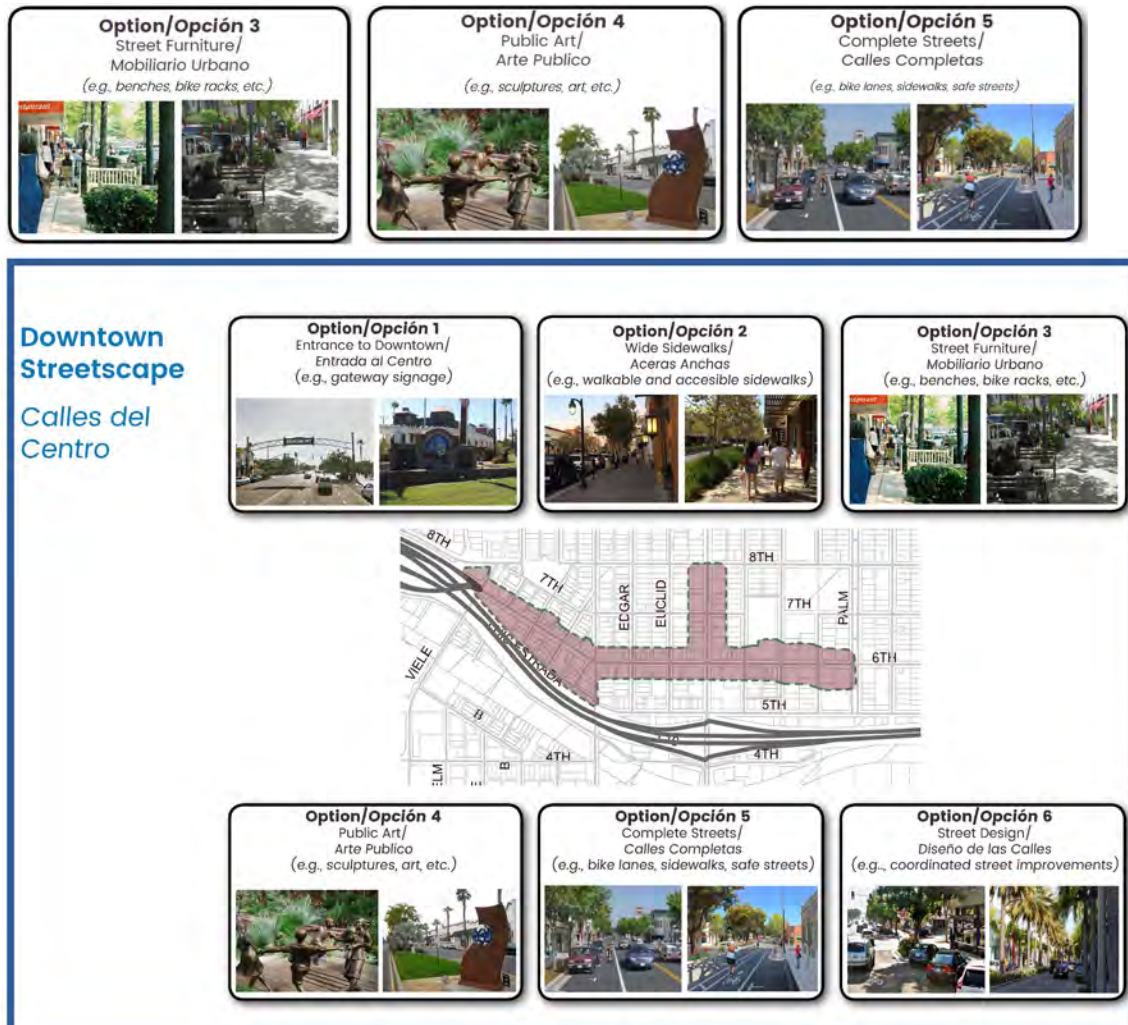 Option/Opción 3
Street Furniture/
Mobiliario Urbano
(e.g., benches, bike racks, etc.)
Option/Opción 4
Public Art/
Arte Publico
(e.g., sculptures, art, etc.)
Option/Opción 5
Complete Streets/
Calles Completas
(e.g., bike lanes, sidewalks, safe streets)
Downtown
Streetscape
Calles del
Centro
Option/Opción 1
Entrance to Downtown/
Entrada al Centro
(e.g., gateway signage)
Option/Opción 2
Wide Sidewalks/
Aceras Anchas
(e.g., walkable and accesible sidewalks)
Option/Opción 3
Street Furniture/
Mobiliario Urbano
(e.g., benches, bike racks, etc.)
8TH
7TH
EDGAR
EUCLID
8TH
7TH
PALM
6TH
VIELE
ESTRADA
5TH
B
4TH
4TH
ELM
B
Option/Opción 4
Public Art/
Arte Publico
(e.g., sculptures, art, etc.)
Option/Opción 5
Complete Streets/
Calles Completas
(e.g., bike lanes, sidewalks, safe streets)
Option/Opción 6
Street Design/
Diseño de las Calles
(e.g.., coordinated street improvements)